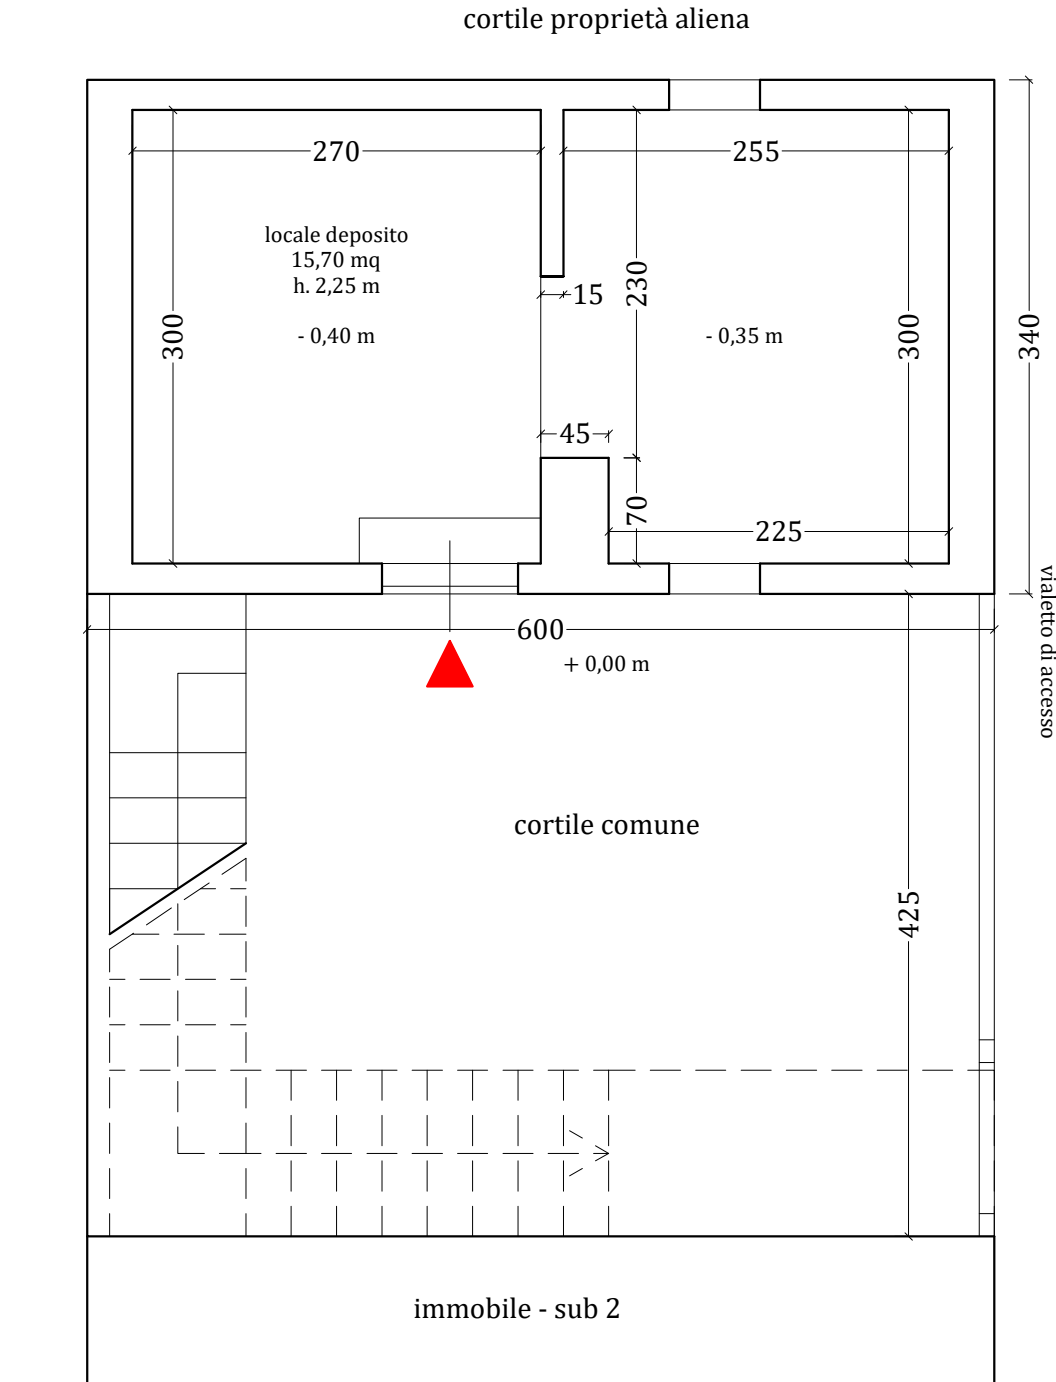 cortile proprietà aliena
270
255
locale deposito
15,70 mq
h. 2,25 m
- 0,40 m
300
15
230
- 0,35 m
300
340
45
70
225
vialetto di accesso
600
+ 0,00 m
cortile comune
425
immobile - sub 2